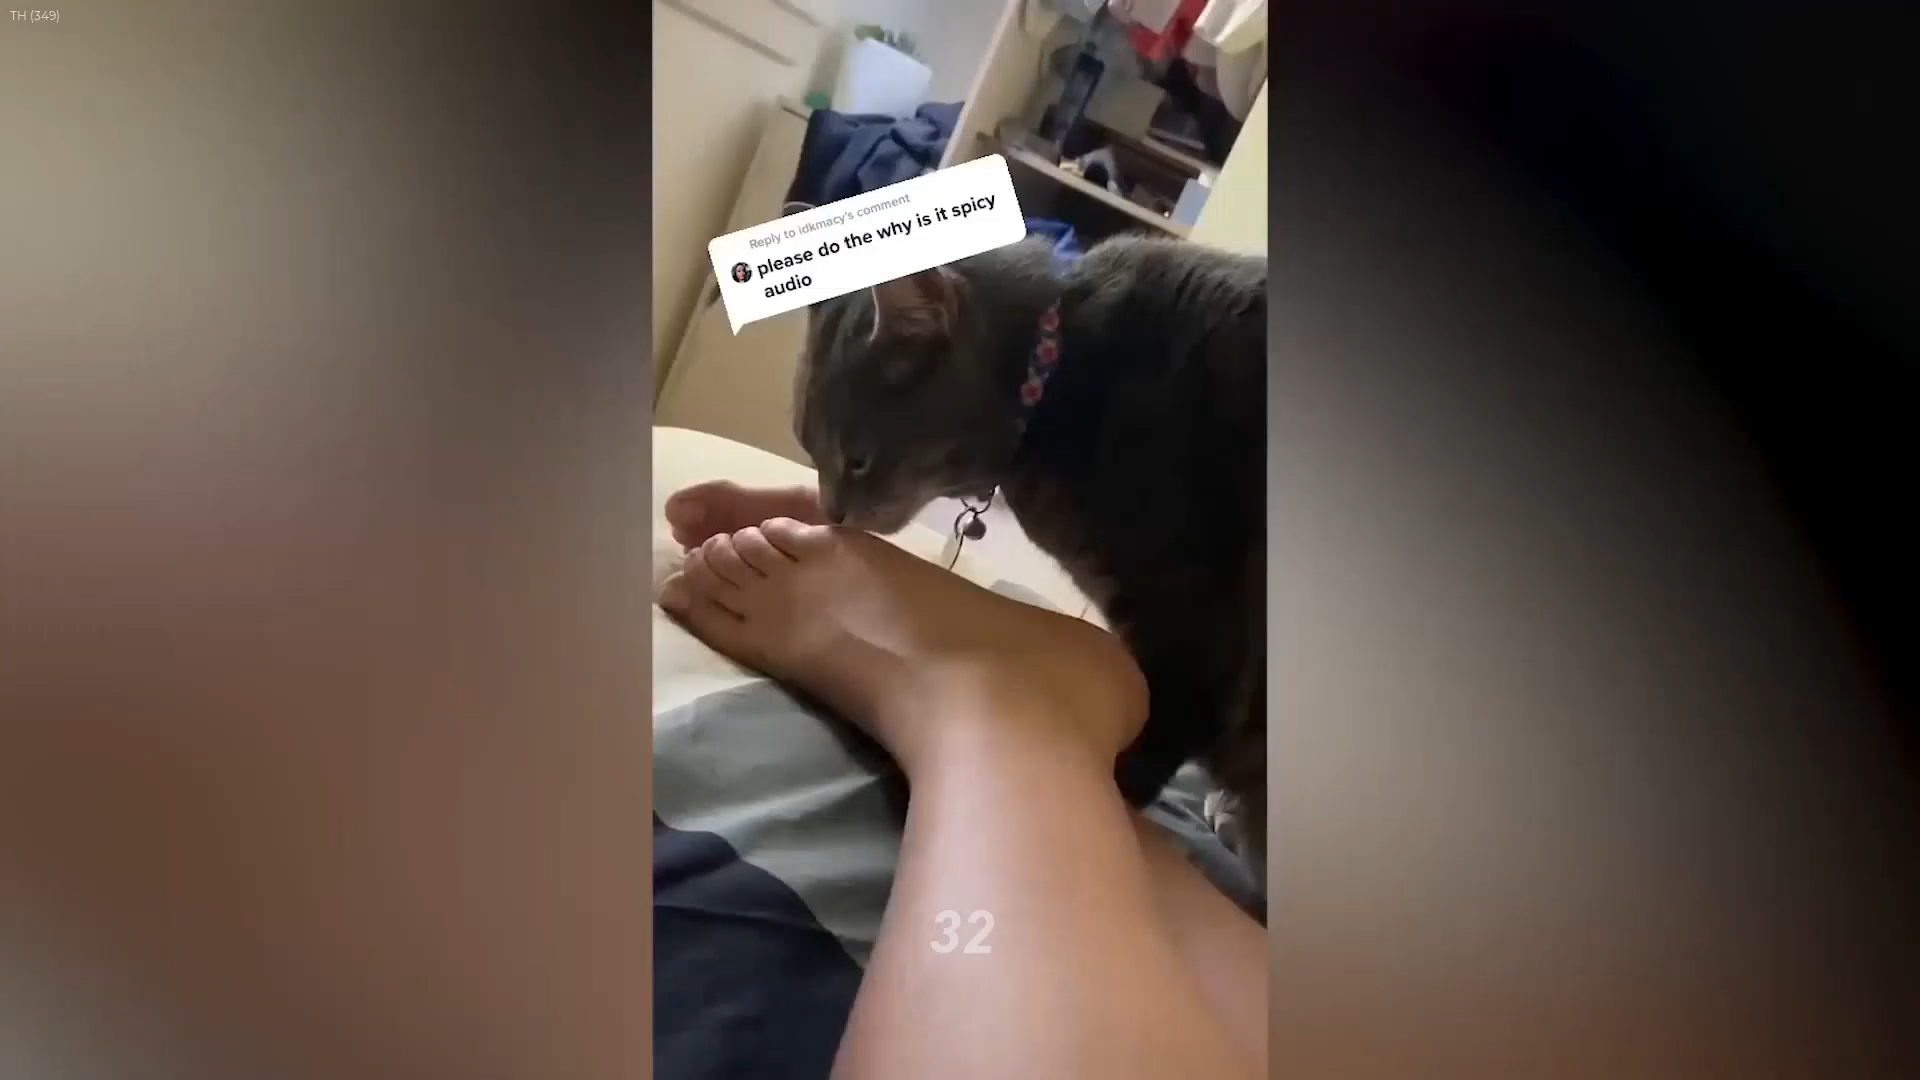 TH (349)
Reply to idkmacy's comment
please do the why is it spicy
audio
32